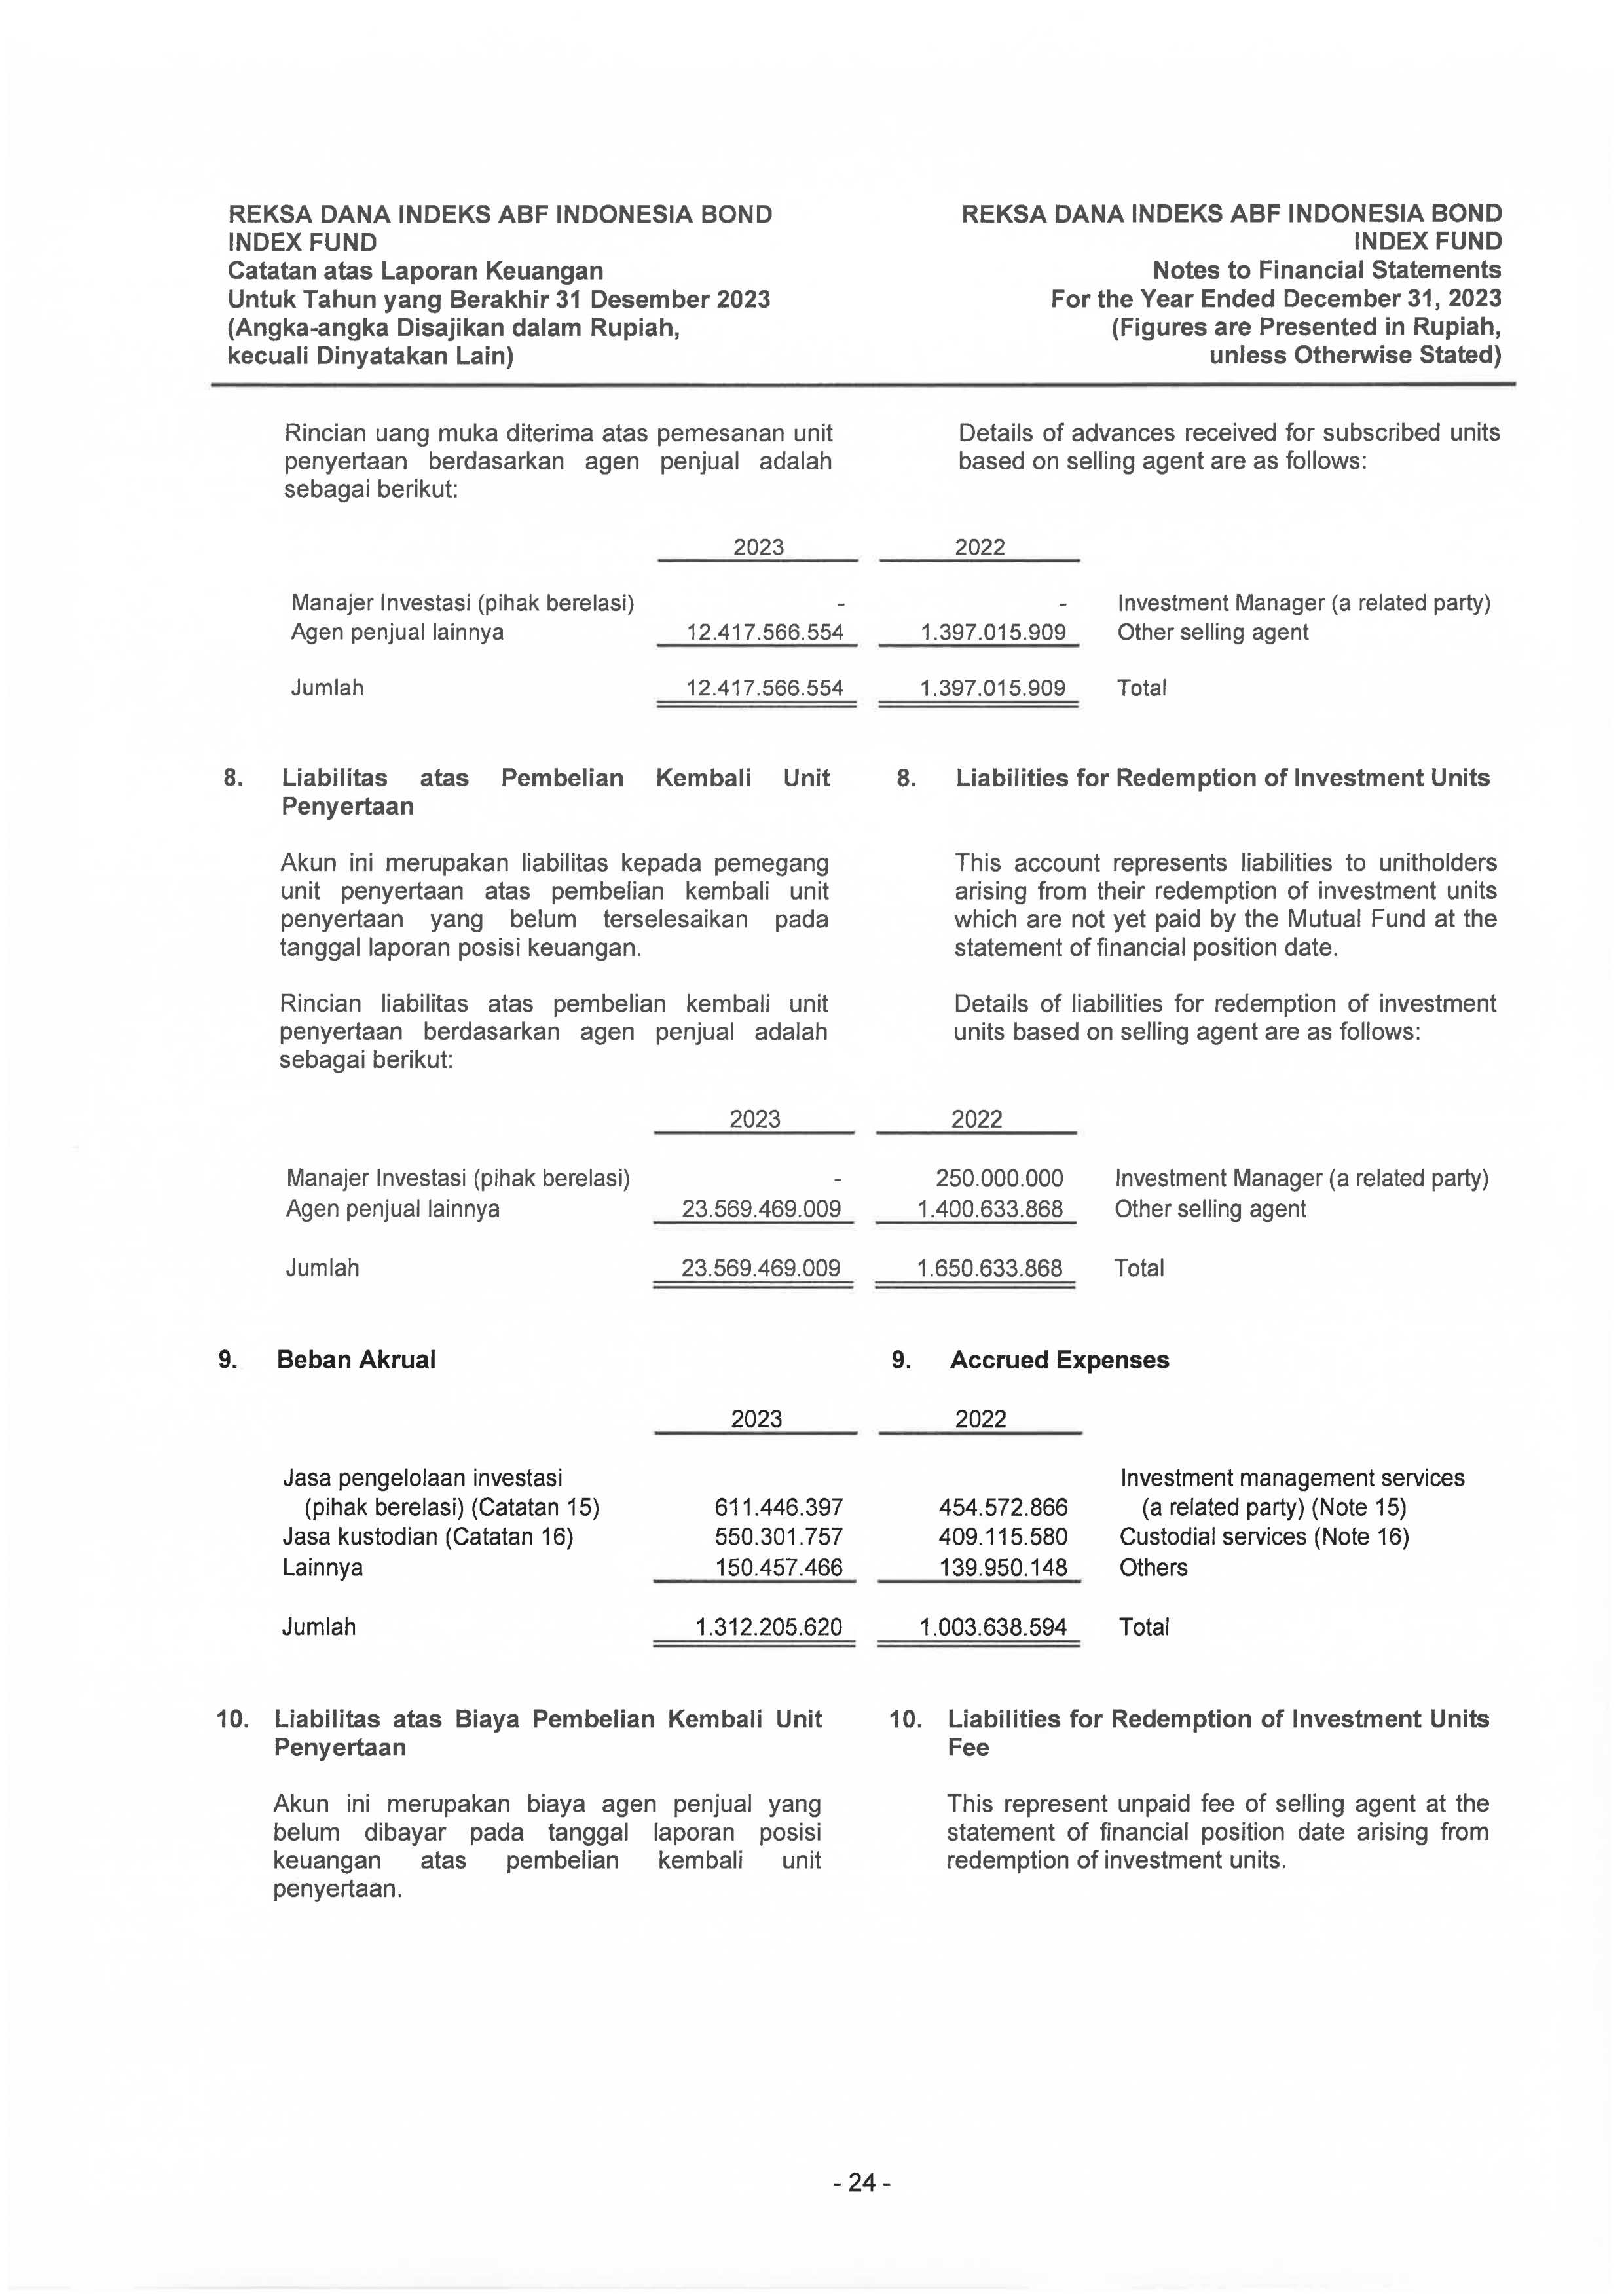 REKSA DANA INDEKS ABF INDONESIA BOND
INDEX FUND
Catatan atas Laporan Keuangan
Untuk Tahun yang Berakhir 31 Desember 2023
(Angka-angka Disajikan dalam Rupiah,
kecuali Dinyatakan Lain)
REKSA DANA INDEKS ABF INDONESIA BOND
INDEX FUND
Notes to Financial Statements
For the Year Ended December 31, 2023
(Figures are Presented in Rupiah,
unless Otherwise Stated)
Rincian uang muka diterima atas pemesanan unit
penyertaan berdasarkan agen penjual adalah
sebagai berikut:
Details of advances received for subscribed units
based on selling agent are as follows:
2023 2022
Manajer Investasi (pihak berelasi) - - Investment Manager (a related party)
Agen penjual lainnya 12.417.566.554 1.397.015.909 Other selling agent
Jumlah 12.417.566.554 1.397.015.909 Total
8. Liabilitas atas Pembelian Kembali Unit
Penyertaan
8. Liabilities for Redemption of Investment Units
Akun ini merupakan liabilitas kepada pemegang
unit penyertaan atas pembelian kembali unit
penyertaan yang belum terselesaikan pada
tanggal laporan posisi keuangan.
This account represents liabilities to unitholders
arising from their redemption of investment units
which are not yet paid by the Mutual Fund at the
statement of financial position date.
Rincian liabilitas atas pembelian kembali unit
penyertaan berdasarkan agen penjual adalah
sebagai berikut:
Details of liabilities for redemption of investment
units based on selling agent are as follows:
2023 2022
Manajer Investasi (pihak berelasi) - 250.000.000 Investment Manager (a related party)
Agen penjual lainnya 23.569.469.009 1.400.633.868 Other selling agent
Jumlah 23.569.469.009 1.650.633.868 Total
9. Beban Akrual
9. Accrued Expenses
2023 2022
Jasa pengelolaan investasi Investment management services
(pihak berelasi) (Catatan 15) 611.446.397 454.572.866 (a related party) (Note 15)
Jasa kustodian (Catatan 16) 550.301.757 409.115.580 Custodial services (Note 16)
Lainnya 150.457.466 139.950.148 Others
Jumlah 1.312.205.620 1.003.638.594 Total
10. Liabilitas atas Biaya Pembelian Kembali Unit
Penyertaan
10. Liabilities for Redemption of Investment Units
Fee
Akun ini merupakan biaya agen penjual yang
belum dibayar pada tanggal laporan posisi
keuangan atas pembelian kembali unit
penyertaan.
This represent unpaid fee of selling agent at the
statement of financial position date arising from
redemption of investment units.
- 24 -